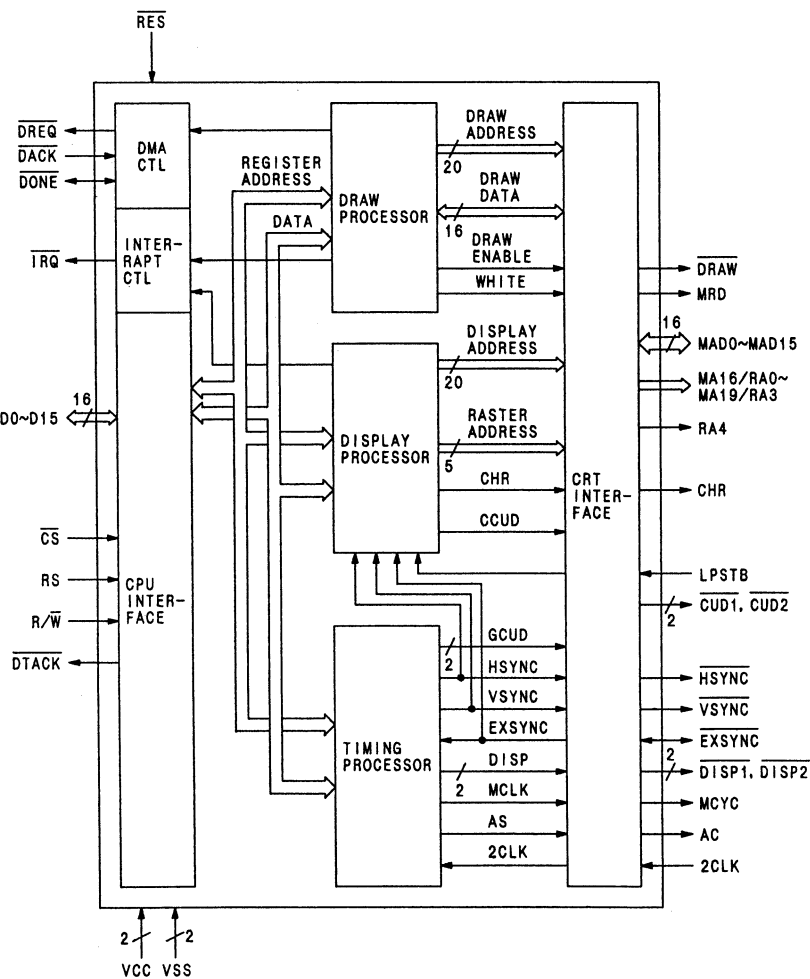 RES
DREQ
DACK
DONE
IRQ
D0~D15
16
CS
RS
R/W
DTACK
DMA
CTL
INTER-
RAPT
CTL
CPU
INTER-
FACE
REGISTER
ADDRESS
DATA
DRAW
PROCESSOR
DISPLAY
PROCESSOR
TIMING
PROCESSOR
DRAW
ADDRESS
20
DRAW
DATA
16
DRAW
ENABLE
WHITE
DISPLAY
ADDRESS
20
RASTER
ADDRESS
5
CHR
CCUD
GCUD
2
HSYNC
VSYNC
EXSYNC
DISP
2
MCLK
AS
2CLK
CRT
INTER-
FACE
DRAW
MRD
16
MAD0~MAD15
MA16/RA0~
MA19/RA3
RA4
CHR
LPSTB
CUD1, CUD2
2
HSYNC
VSYNC
EXSYNC
2
DISP1, DISP2
MCYC
AC
2CLK
2
2
VCC VSS